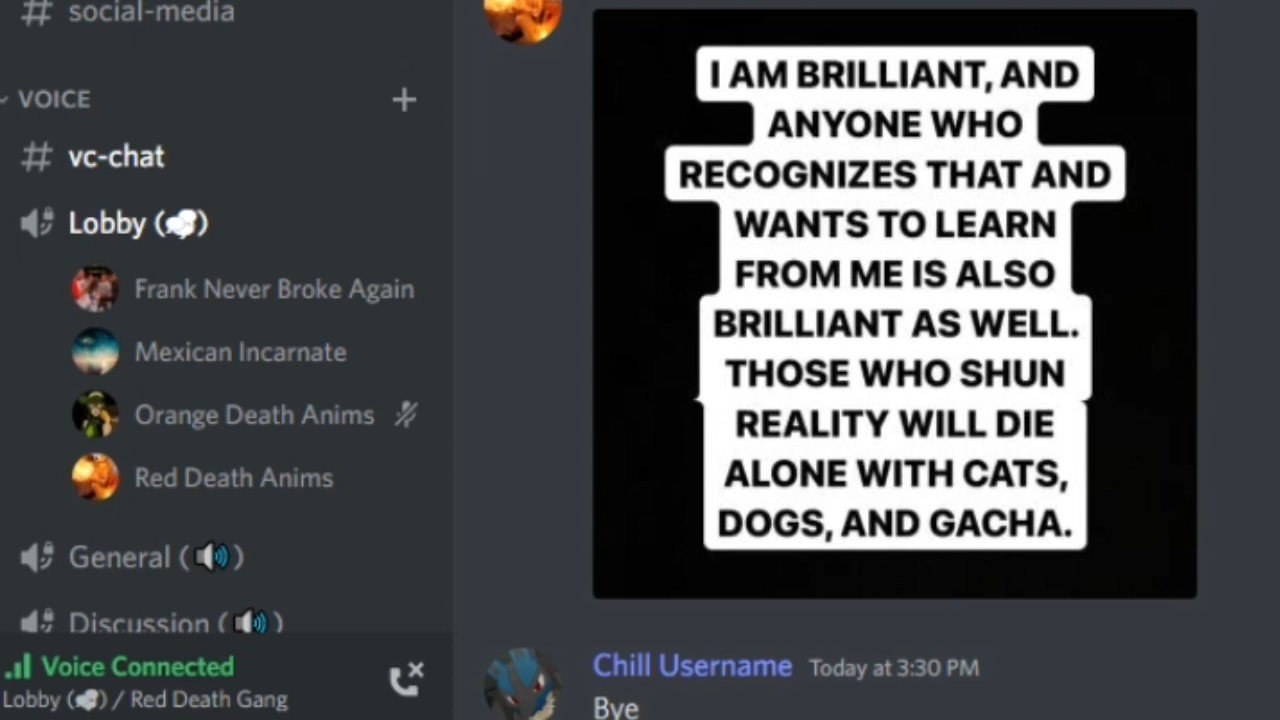 # social-media
VOICE
# vc-chat
Lobby (💭)
Frank Never Broke Again
Mexican Incarnate
Orange Death Anims
Red Death Anims
General (🔊)
Discussion (🔊)
Voice Connected
Lobby (💭) / Red Death Gang
I AM BRILLIANT, AND
ANYONE WHO
RECOGNIZES THAT AND
WANTS TO LEARN
FROM ME IS ALSO
BRILLIANT AS WELL.
THOSE WHO SHUN
REALITY WILL DIE
ALONE WITH CATS,
DOGS, AND GACHA.
Chill Username Today at 3:30 PM
Bye